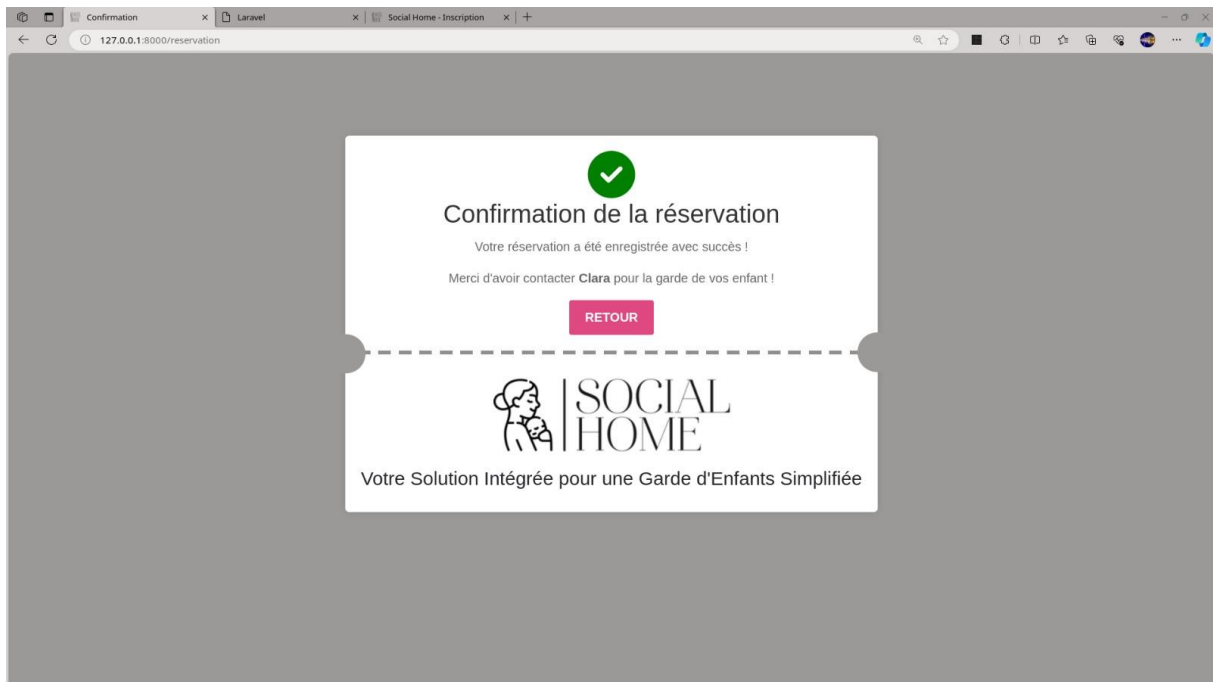 Confirmation
Laravel
Social Home - Inscription
127.0.0.1:8000/reservation
Confirmation de la réservation
Votre réservation a été enregistrée avec succès !
Merci d'avoir contacter Clara pour la garde de vos enfant !
RETOUR
SOCIAL
HOME
Votre Solution Intégrée pour une Garde d'Enfants Simplifiée